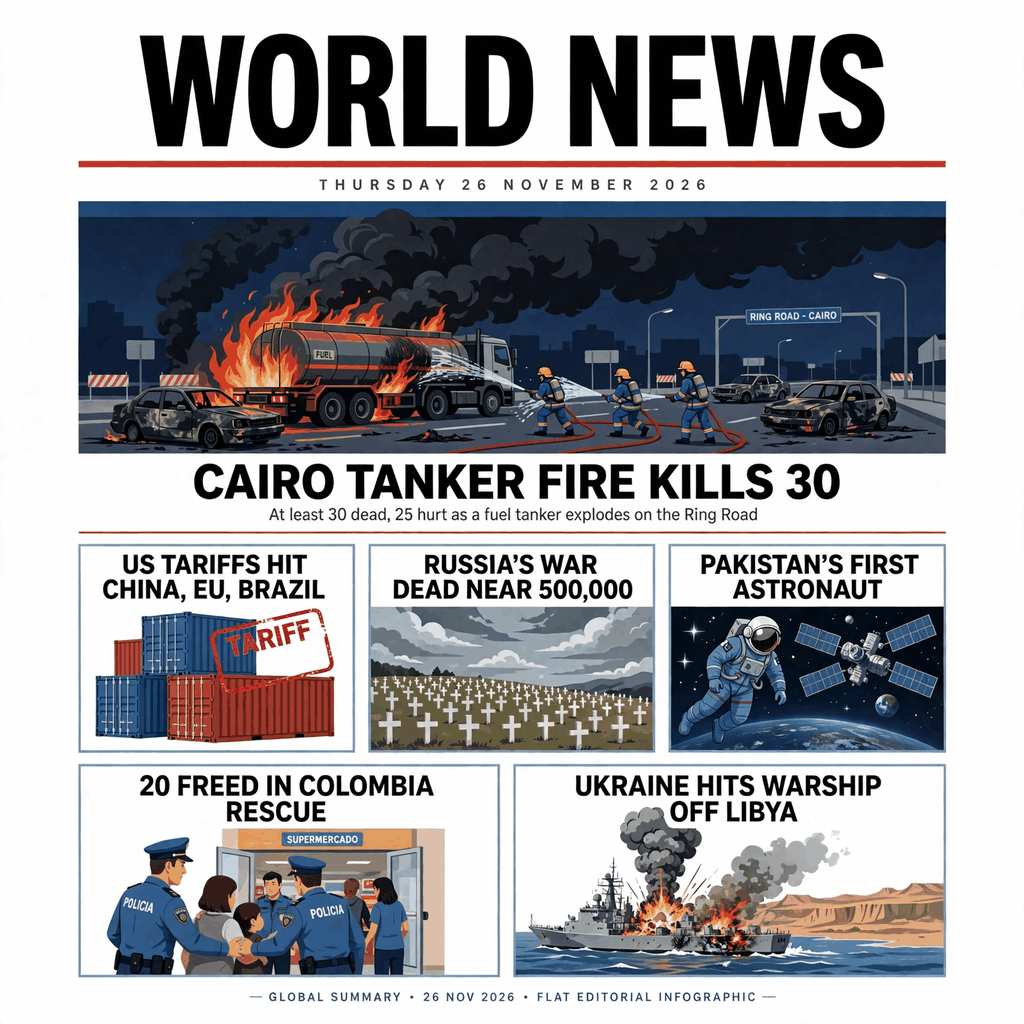 WORLD NEWS
THURSDAY 26 NOVEMBER 2026
RING ROAD - CAIRO
FUEL
CAIRO TANKER FIRE KILLS 30
At least 30 dead, 25 hurt as a fuel tanker explodes on the Ring Road
US TARIFFS HIT
CHINA, EU, BRAZIL
TARIFF
RUSSIA'S WAR
DEAD NEAR 500,000
PAKISTAN'S FIRST
ASTRONAUT
20 FREED IN COLOMBIA
RESCUE
SUPERMERCADO
POLICIA
POLICIA
UKRAINE HITS WARSHIP
OFF LIBYA
— GLOBAL SUMMARY • 26 NOV 2026 • FLAT EDITORIAL INFOGRAPHIC —